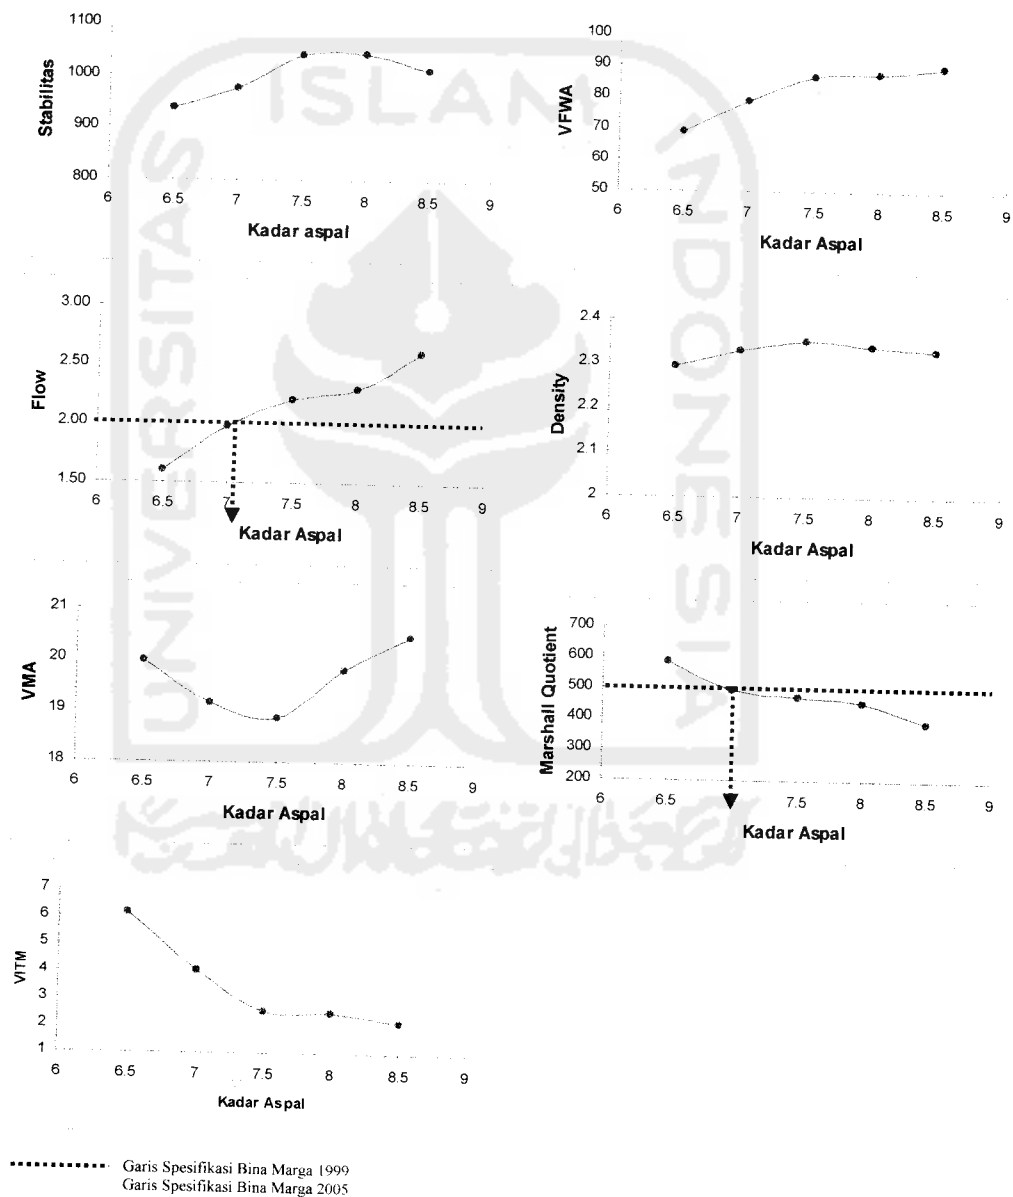 1100
1000
900
800
Stabilitas
6 6.5 7 7.5 8 8.5 9
Kadar aspal
100
90
80
70
60
50
VFWA
6 6.5 7 7.5 8 8.5 9
Kadar Aspal
3.00
2.50
2.00
1.50
Flow
6 6.5 7 7.5 8 8.5 9
Kadar Aspal
2.4
2.3
2.2
2.1
2
Density
6 6.5 7 7.5 8 8.5 9
Kadar Aspal
21
20
19
18
VMA
6 6.5 7 7.5 8 8.5 9
Kadar Aspal
700
600
500
400
300
200
Marshall Quotient
6 6.5 7.5 8 8.5 9
Kadar Aspal
7
6
5
4
3
2
1
VITM
6 6.5 7 7.5 8 8.5 9
Kadar Aspal
Garis Spesifikasi Bina Marga 1999
Garis Spesifikasi Bina Marga 2005
UNIVERSITAS
ISLAM
INDONESIA